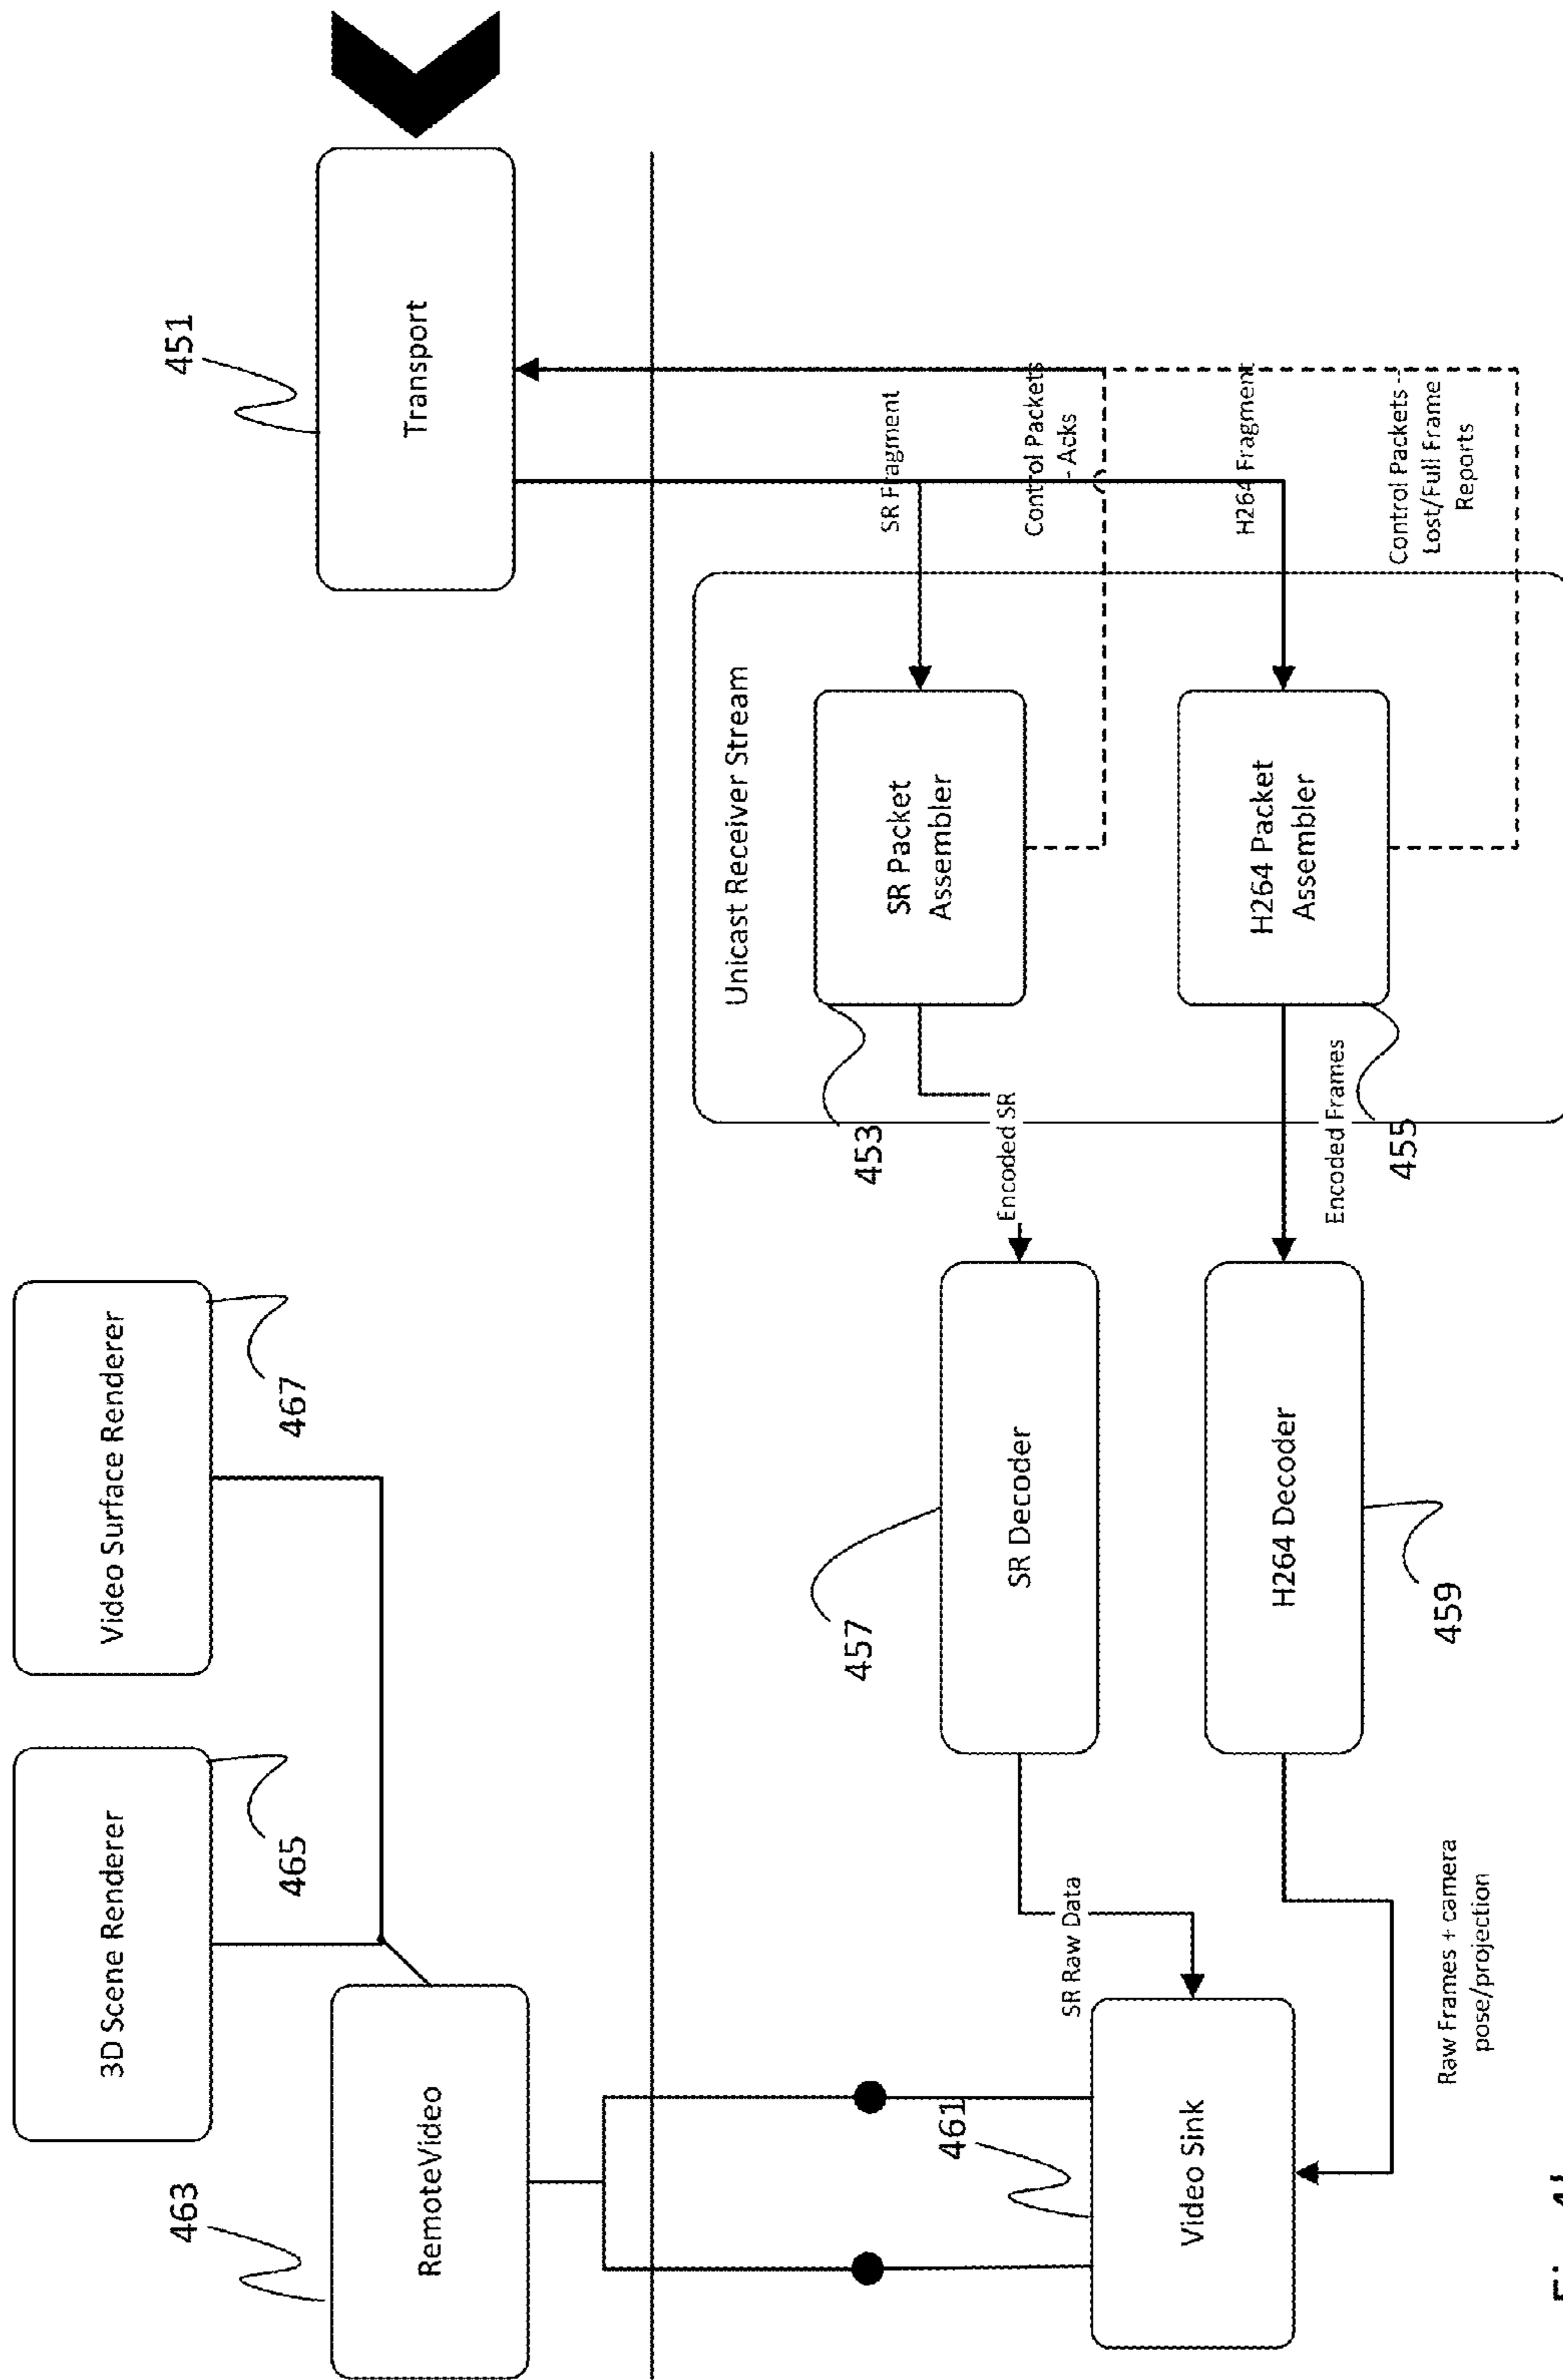 3D Scene Renderer
465
Video Surface Renderer
467
463
RemoteVideo
451
Transport
Unicast Receiver Stream
SR Fragment
SR Packet
Assembler
453
Control Packets
- Acks
Encoded SR
SR Decoder
457
SR Raw Data
461
Video Sink
H264 Fragment
H264 Packet
Assembler
455
Control Packets -
Lost/Full Frame
Reports
Encoded Frames
H264 Decoder
459
Raw Frames + camera
pose/projection